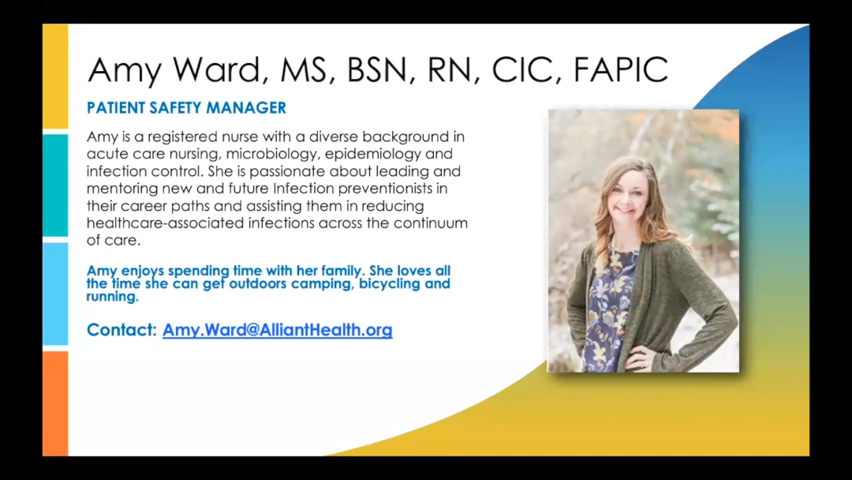 Amy Ward, MS, BSN, RN, CIC, FAPIC
PATIENT SAFETY MANAGER
Amy is a registered nurse with a diverse background in
acute care nursing, microbiology, epidemiology and
infection control. She is passionate about leading and
mentoring new and future Infection preventionists in
their career paths and assisting them in reducing
healthcare-associated infections across the continuum
of care.
Amy enjoys spending time with her family. She loves all
the time she can get outdoors camping, bicycling and
running.
Contact: Amy.Ward@AlliantHealth.org